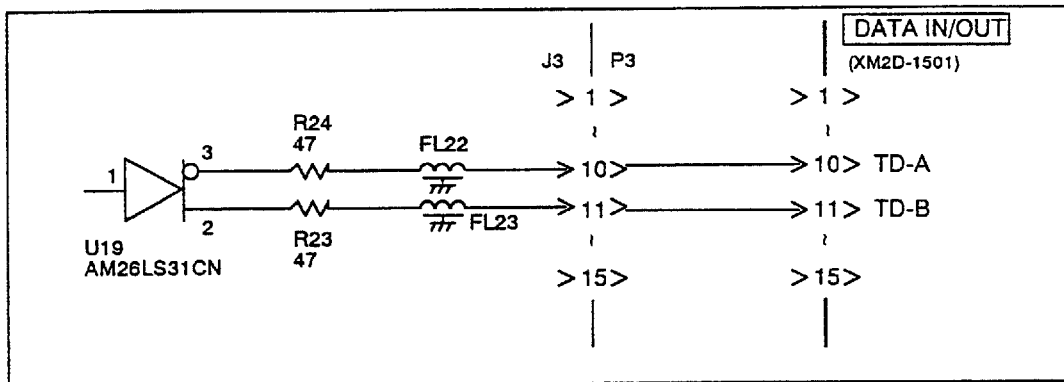 DATA IN/OUT
J3 P3
(XM2D-1501)
> 1 > > 1 >
R24
47
FL22
~ ~
1 3
10> 10> TD-A
11> 11> TD-B
2
R23
47
FL23
U19
AM26LS31CN
~ ~
>15> >15>